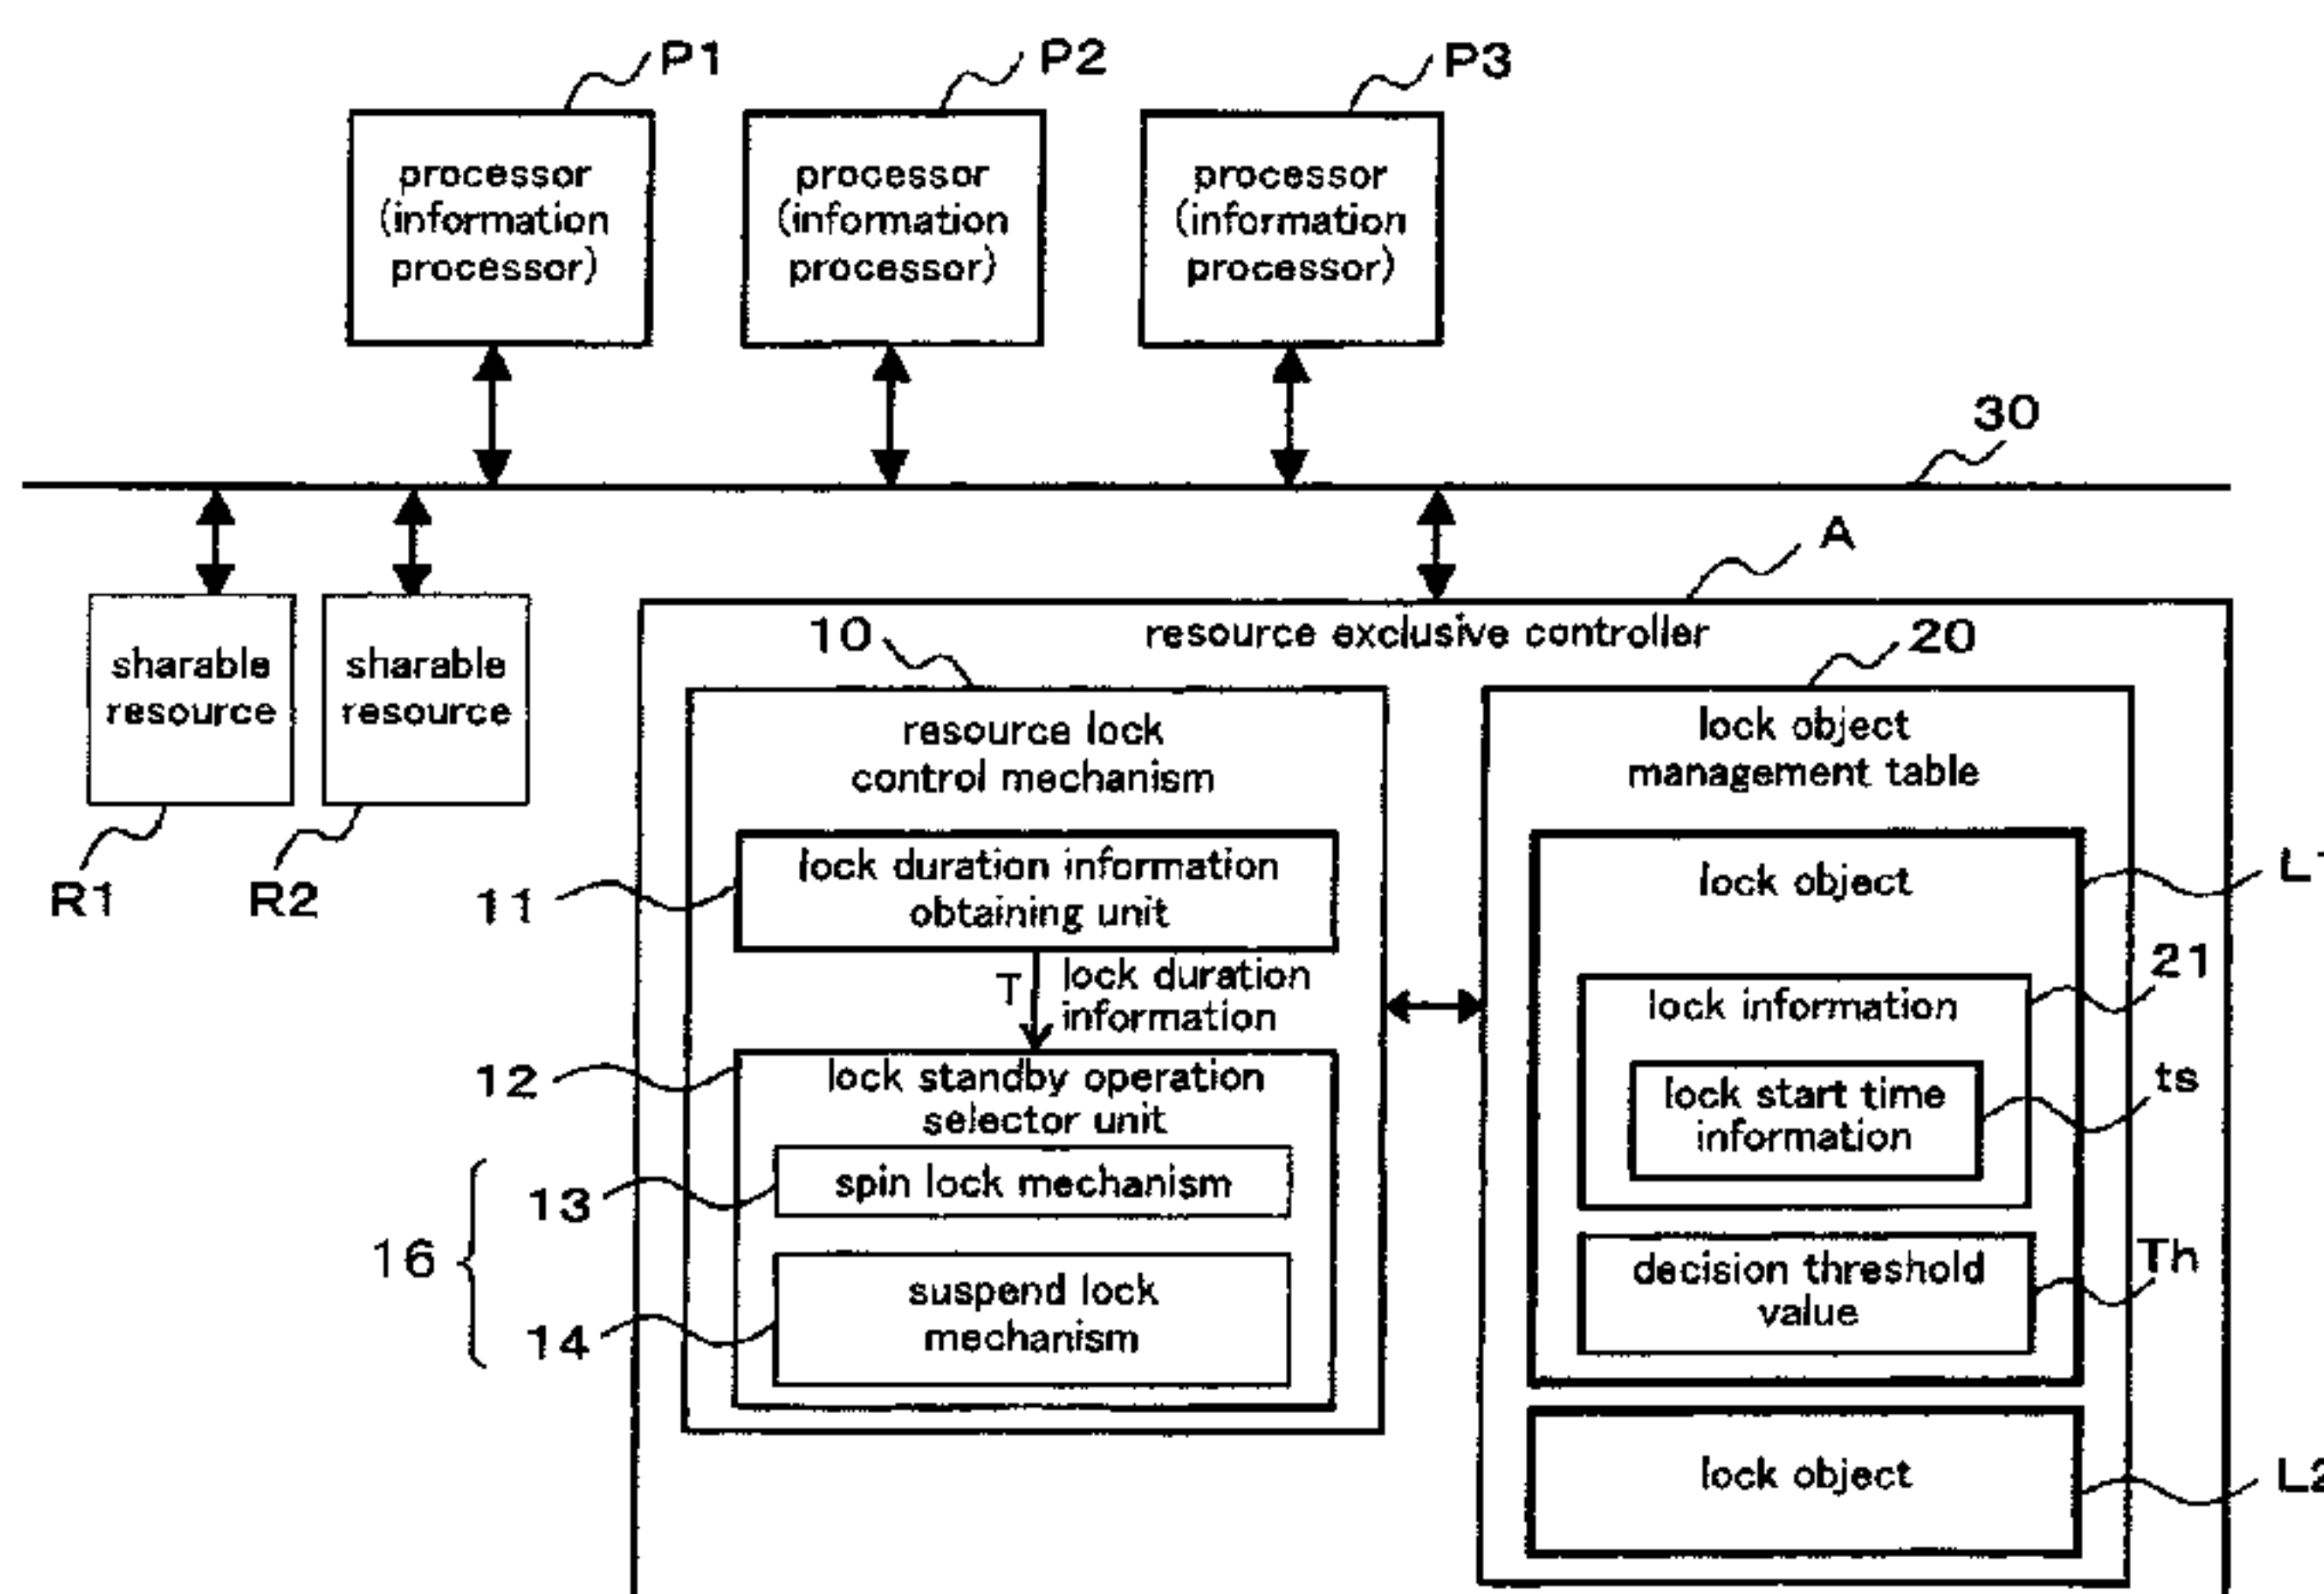 P1
P2
P3
processor
(information
processor)
processor
(information
processor)
processor
(information
processor)
30
A
sharable
resource
sharable
resource
R1
R2
resource exclusive controller
10
20
resource lock
control mechanism
lock duration information
obtaining unit
11
T
lock duration
information
12
lock standby operation
selector unit
13
spin lock mechanism
16
14
suspend lock
mechanism
lock object
management table
lock object
L1
21
lock information
lock start time
information
ts
decision threshold
value
Th
lock object
L2